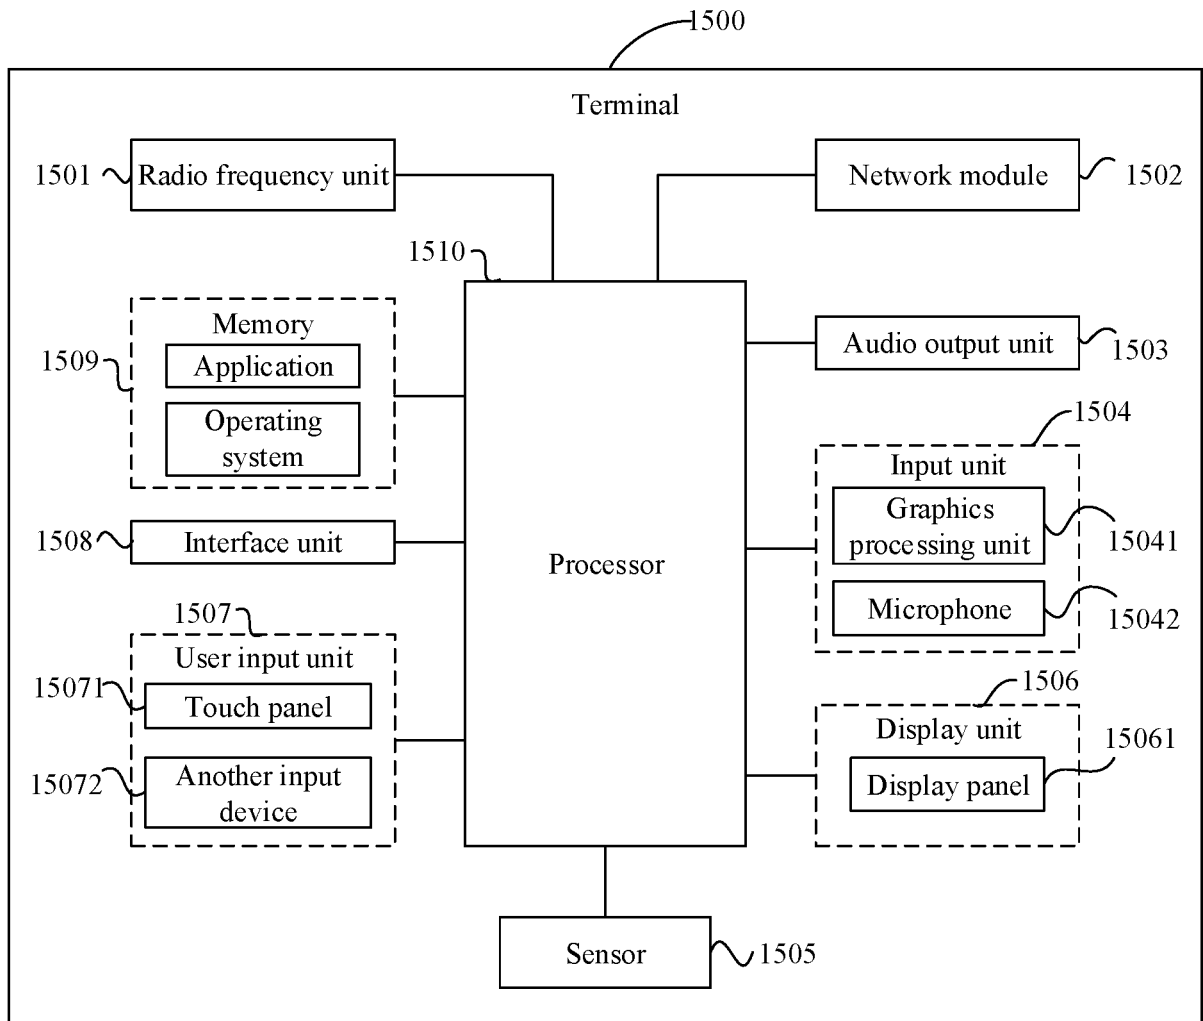 1500
Terminal
1501
Radio frequency unit
Network module
1502
1510
Memory
1509
Application
Operating
system
Audio output unit
1503
1504
Input unit
Graphics
processing unit
15041
Microphone
15042
1508
Interface unit
Processor
1507
User input unit
15071
Touch panel
15072
Another input
device
1506
Display unit
15061
Display panel
Sensor
1505